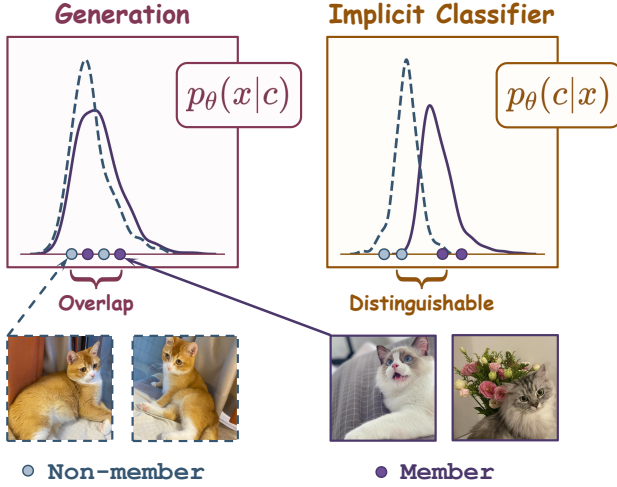 Generation
Implicit Classifier
pθ(x|c)
pθ(c|x)
Overlap
Distinguishable
Non-member
Member